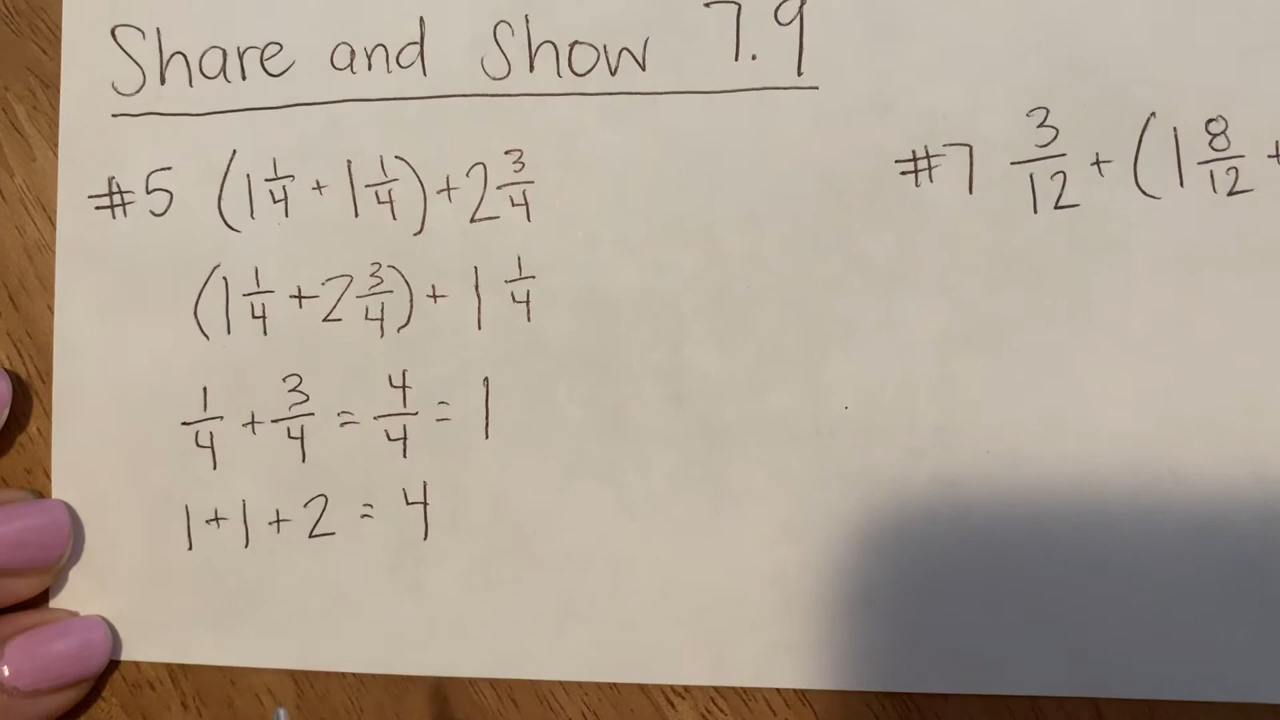 Share and Show 7.9
#5 (1 1/4 + 1 1/4) + 2 3/4
(1 1/4 + 2 3/4) + 1 1/4
1/4 + 3/4 = 4/4 = 1
1 + 1 + 2 = 4
#7 3/12 + (1 8/12 +